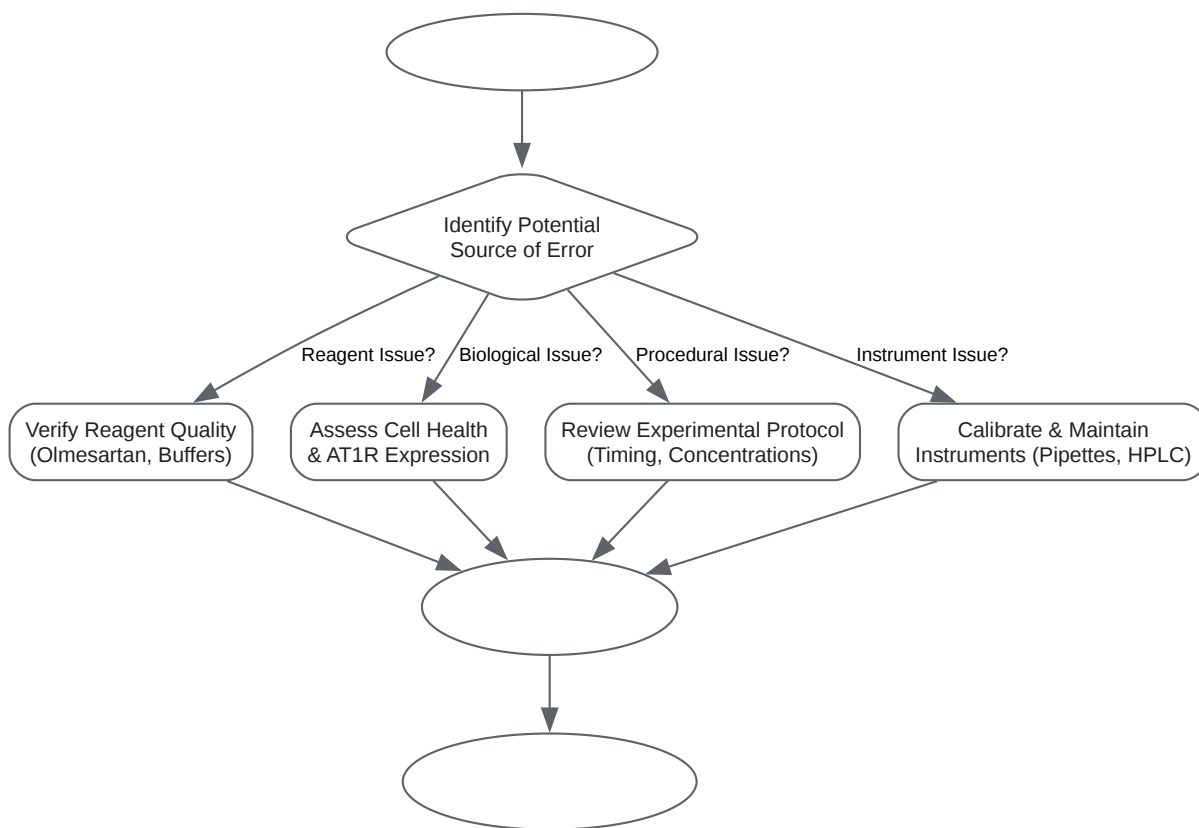 Identify Potential
Source of Error
Reagent Issue?
Biological Issue?
Procedural Issue?
Instrument Issue?
Verify Reagent Quality
(Olmesartan, Buffers)
Assess Cell Health
& AT1R Expression
Review Experimental Protocol
(Timing, Concentrations)
Calibrate & Maintain
Instruments (Pipettes, HPLC)